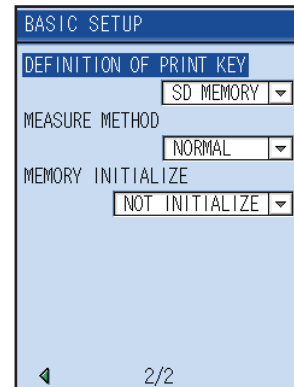 BASIC SETUP
DEFINITION OF PRINT KEY
SD MEMORY
MEASURE METHOD
NORMAL
MEMORY INITIALIZE
NOT INITIALIZE
2/2